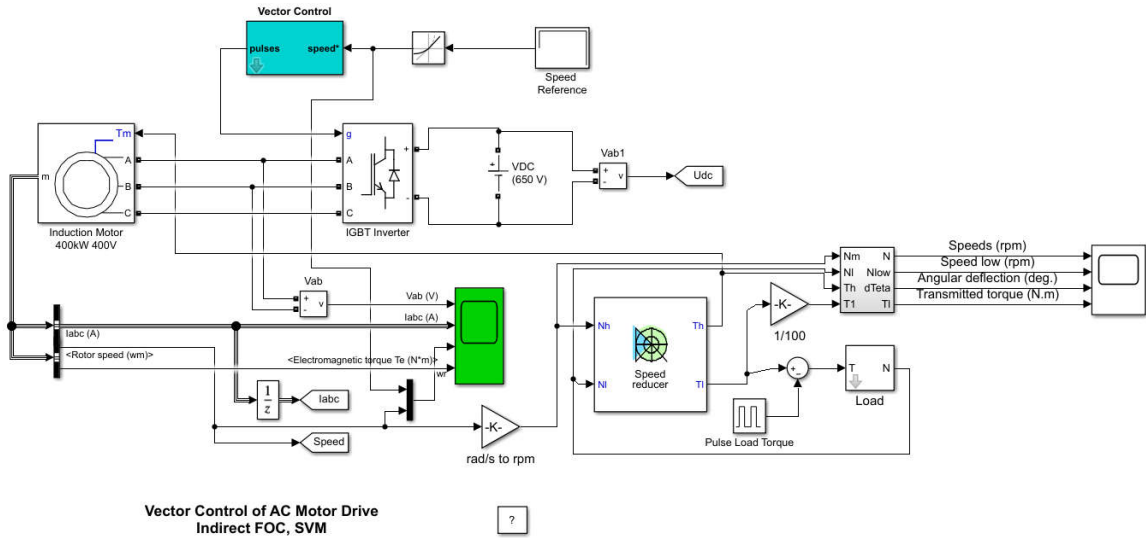 Vector Control
pulses
speed*
Speed
Reference
Tm
m
A
B
C
Induction Motor
400kW 400V
g
A
B
C
+
-
IGBT Inverter
VDC
(650 V)
Vab1
+
-
v
Udc
Vab
+
-
v
Vab (V)
Iabc (A)
Iabc (A)
<Rotor speed (wm)>
<Electromagnetic torque Te (N*m)>
wr
1
z
Iabc
Speed
-K-
rad/s to rpm
Nh
Nl
Th
Tl
Speed
reducer
-K-
1/100
Pulse Load Torque
+
-
T
N
Load
Nm
Nl
Th
T1
N
Nlow
dTeta
Tl
Speeds (rpm)
Speed low (rpm)
Angular deflection (deg.)
Transmitted torque (N.m)
Vector Control of AC Motor Drive
Indirect FOC, SVM
?